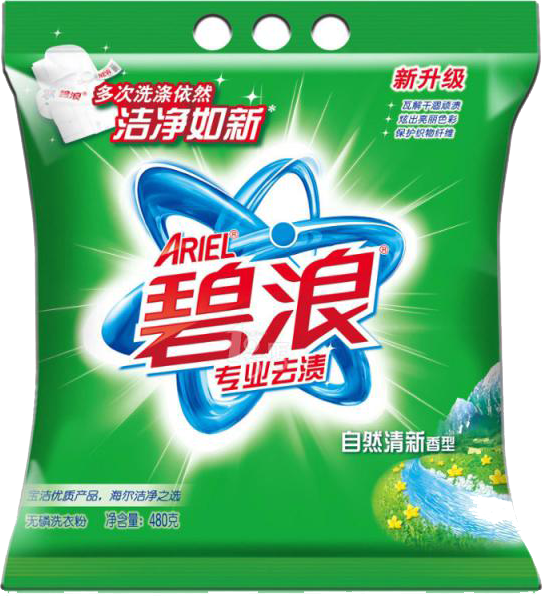 新升级
多次洗涤依然
洁净如新*
瓦解干涸顽渍
炫出亮丽色彩
保护织物纤维
ARIEL®
碧浪®
专业去渍
自然清新香型
宝洁优质产品，海尔洁净之选
无磷洗衣粉 净含量：480克